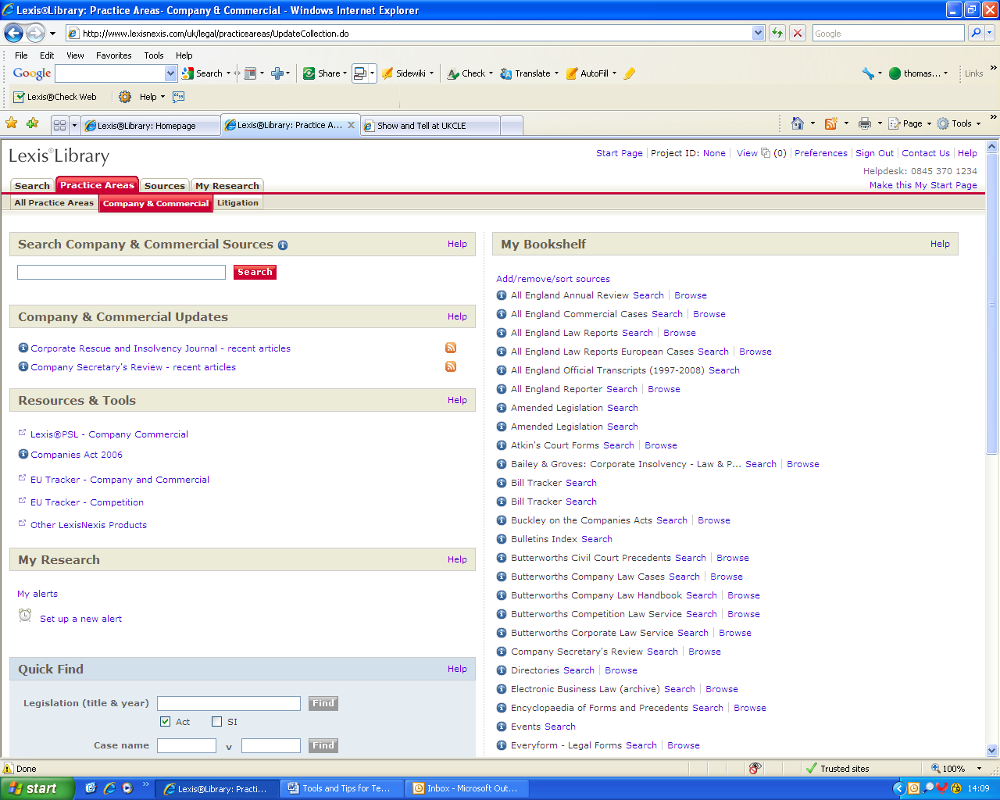 Lexis®Library: Practice Areas- Company & Commercial - Windows Internet Explorer
http://www.lexisnexis.com/uk/legal/practiceareas/UpdateCollection.do
Google
File Edit View Favorites Tools Help
Google Search Share Sidewiki Check Translate AutoFill thomas... Links
Lexis®Check Web Help
Lexis®Library: Homepage Lexis®Library: Practice A... Show and Tell at UKCLE Page Tools
Lexis®Library
Start Page Project ID: None View (0) Preferences Sign Out Contact Us Help
Helpdesk: 0845 370 1234
Make this My Start Page
Search Practice Areas Sources My Research
All Practice Areas Company & Commercial Litigation
Search Company & Commercial Sources Help
Search
Company & Commercial Updates Help
Corporate Rescue and Insolvency Journal - recent articles
Company Secretary's Review - recent articles
Resources & Tools Help
Lexis®PSL - Company Commercial
Companies Act 2006
EU Tracker - Company and Commercial
EU Tracker - Competition
Other LexisNexis Products
My Research Help
My alerts
Set up a new alert
Quick Find Help
Legislation (title & year) Find
Act SI
Case name v Find
My Bookshelf Help
Add/remove/sort sources
All England Annual Review Search Browse
All England Commercial Cases Search Browse
All England Law Reports Search Browse
All England Law Reports European Cases Search Browse
All England Official Transcripts (1997-2008) Search
All England Reporter Search Browse
Amended Legislation Search
Amended Legislation Search
Atkin's Court Forms Search Browse
Bailey & Groves: Corporate Insolvency - Law & P... Search Browse
Bill Tracker Search
Bill Tracker Search
Buckley on the Companies Acts Search Browse
Bulletins Index Search
Butterworths Civil Court Precedents Search Browse
Butterworths Company Law Cases Search Browse
Butterworths Company Law Handbook Search Browse
Butterworths Competition Law Service Search Browse
Butterworths Corporate Law Service Search Browse
Company Secretary's Review Search Browse
Directories Search Browse
Electronic Business Law (archive) Search Browse
Encyclopaedia of Forms and Precedents Search Browse
Events Search
Everyform - Legal Forms Search Browse
Done Trusted sites 100%
start Lexis®Library: Practi... Tools and Tips for Te... Inbox - Microsoft Out... 14:09